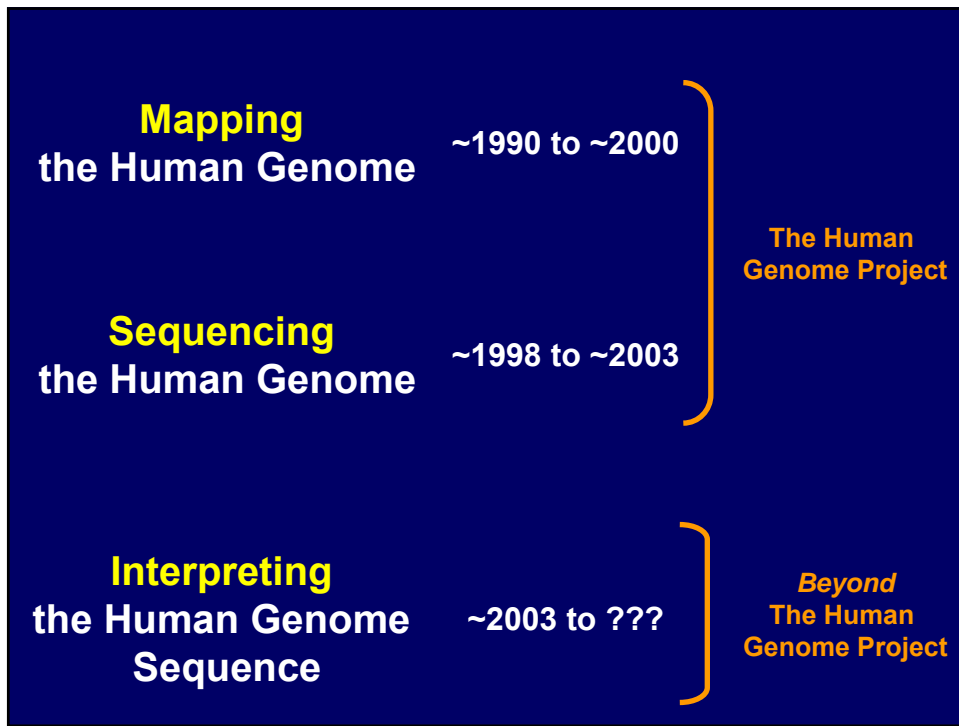 Mapping
the Human Genome
~1990 to ~2000
The Human
Genome Project
Sequencing
the Human Genome
~1998 to ~2003
Interpreting
the Human Genome
Sequence
~2003 to ???
Beyond
The Human
Genome Project